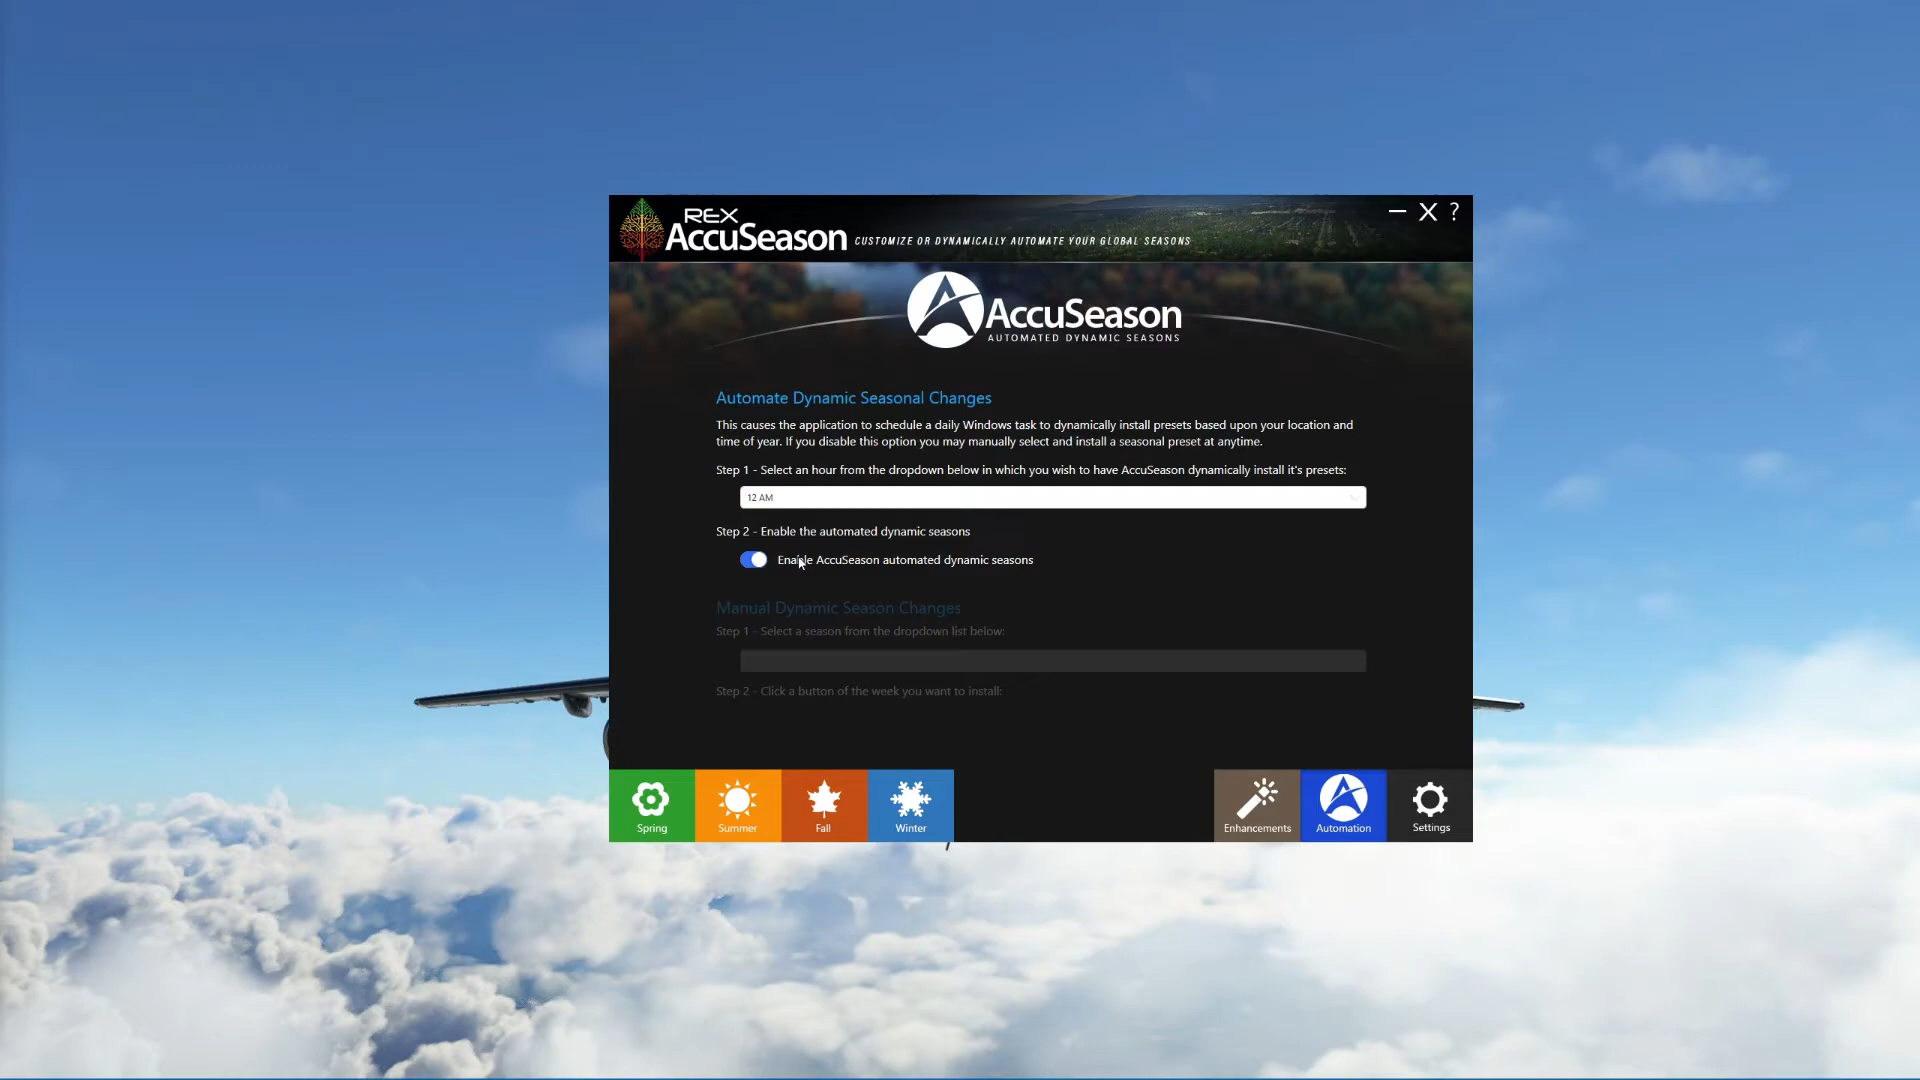 REX
AccuSeason CUSTOMIZE OR DYNAMICALLY AUTOMATE YOUR GLOBAL SEASONS
X ?
AccuSeason
AUTOMATED DYNAMIC SEASONS
Automate Dynamic Seasonal Changes
This causes the application to schedule a daily Windows task to dynamically install presets based upon your location and
time of year. If you disable this option you may manually select and install a seasonal preset at anytime.
Step 1 - Select an hour from the dropdown below in which you wish to have AccuSeason dynamically install it's presets:
12 AM
Step 2 - Enable the automated dynamic seasons
Enable AccuSeason automated dynamic seasons
Manual Dynamic Season Changes
Step 1 - Select a season from the dropdown list below:
Step 2 - Click a button of the week you want to install:
Spring Summer Fall Winter Enhancements Automation Settings